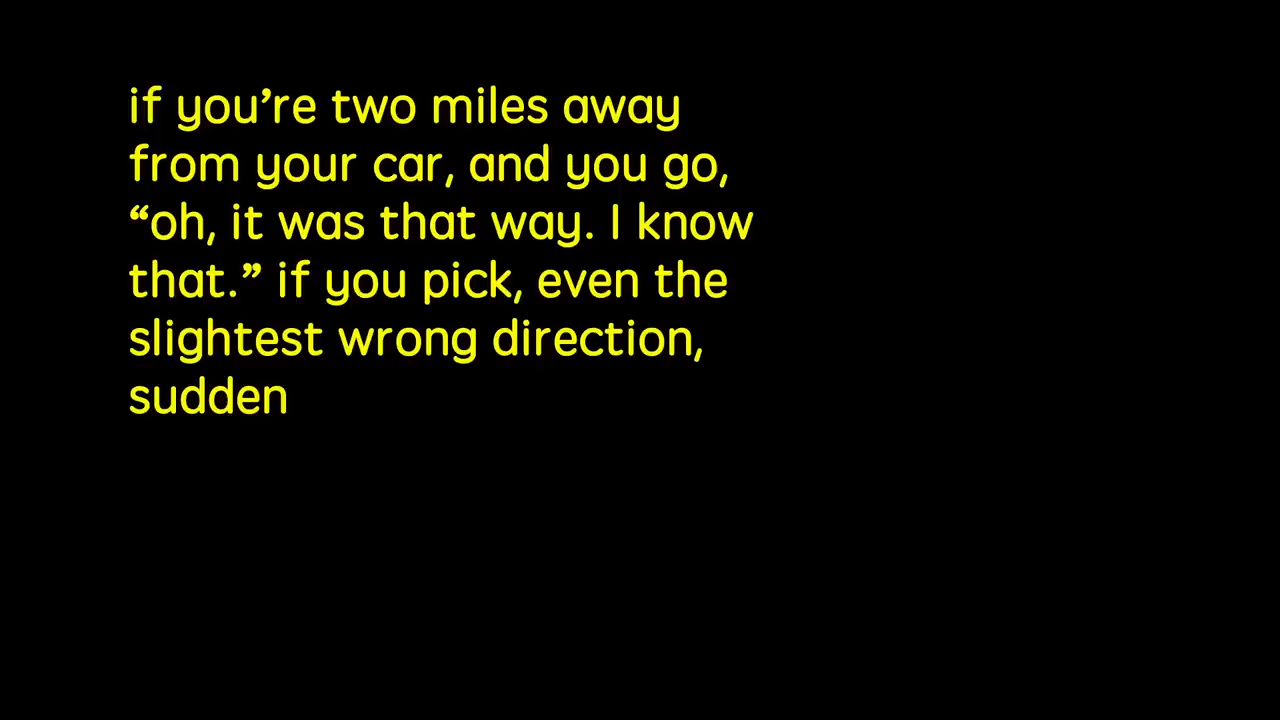 if you’re two miles away
from your car, and you go,
“oh, it was that way. I know
that.” if you pick, even the
slightest wrong direction,
sudden